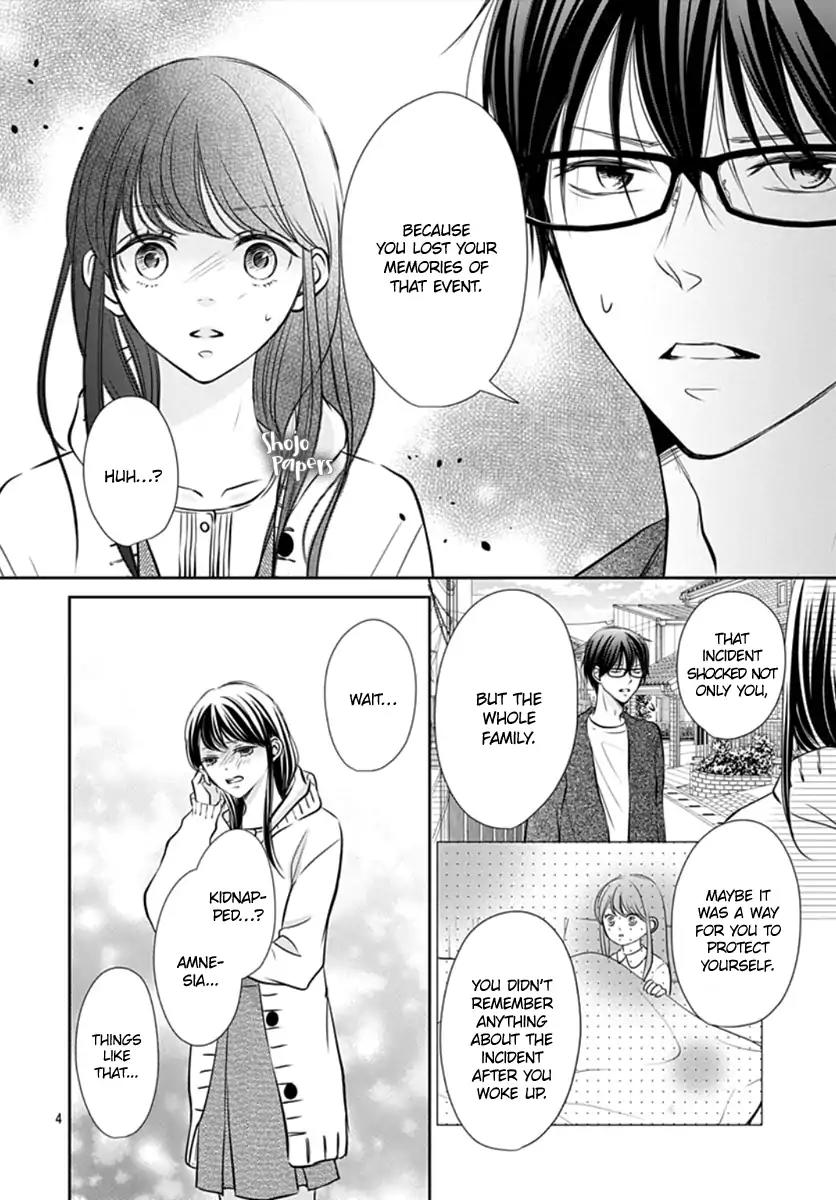 BECAUSE
YOU LOST YOUR
MEMORIES OF
THAT EVENT.
HUH...?
Shojo
Papers
THAT
INCIDENT
SHOCKED NOT
ONLY YOU,
BUT THE
WHOLE
FAMILY.
MAYBE IT
WAS A WAY
FOR YOU TO
PROTECT
YOURSELF.
YOU DIDN'T
REMEMBER
ANYTHING
ABOUT THE
INCIDENT
AFTER YOU
WOKE UP.
WAIT...
KIDNAP-
PED...?
AMNE-
SIA...
THINGS
LIKE
THAT...
4